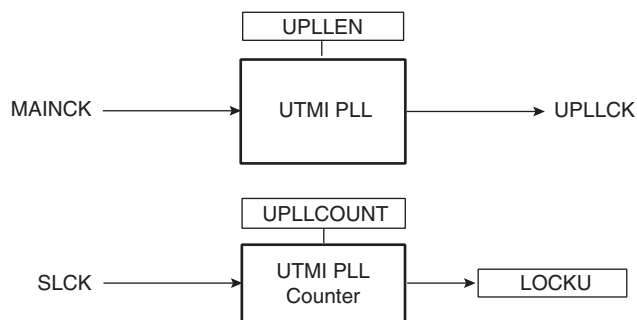 UPLLEN
MAINCK
UTMI PLL
UPLLCK
UPLLCOUNT
SLCK
UTMI PLL
Counter
LOCKU